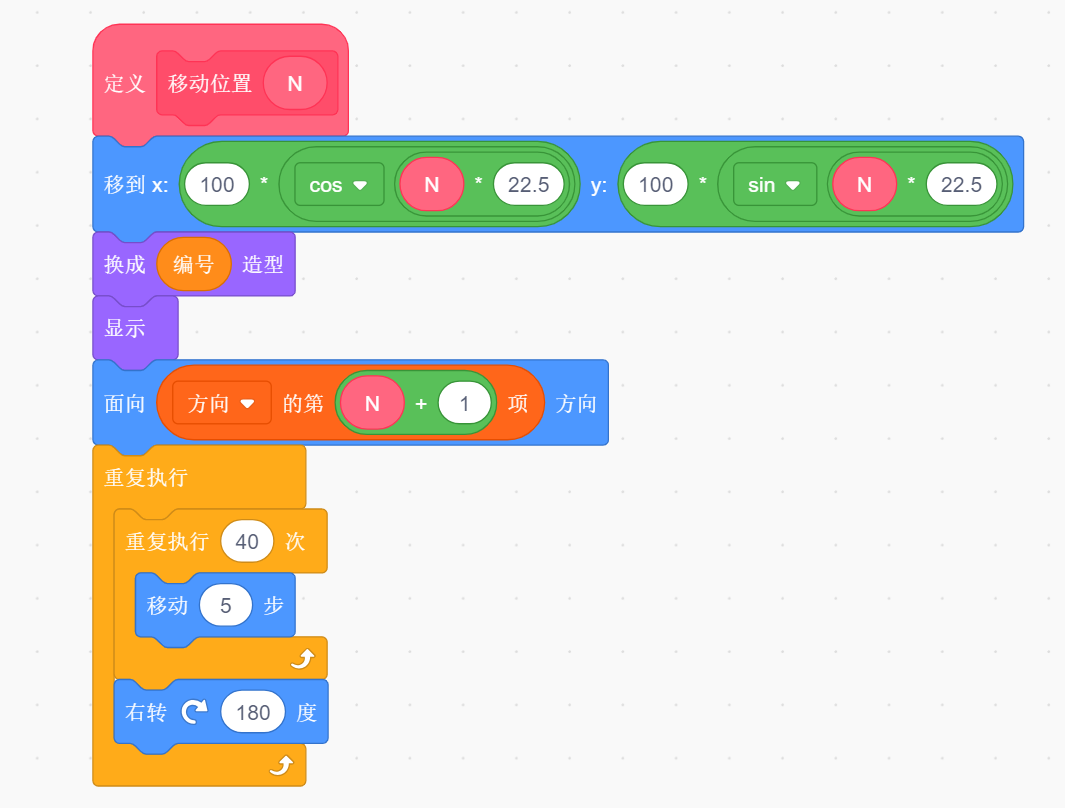 定义 移动位置 N
移到 x: 100 * cos N * 22.5 y: 100 * sin N * 22.5
换成 编号 造型
显示
面向 方向 的第 N + 1 项 方向
重复执行
重复执行 40 次
移动 5 步
右转 180 度